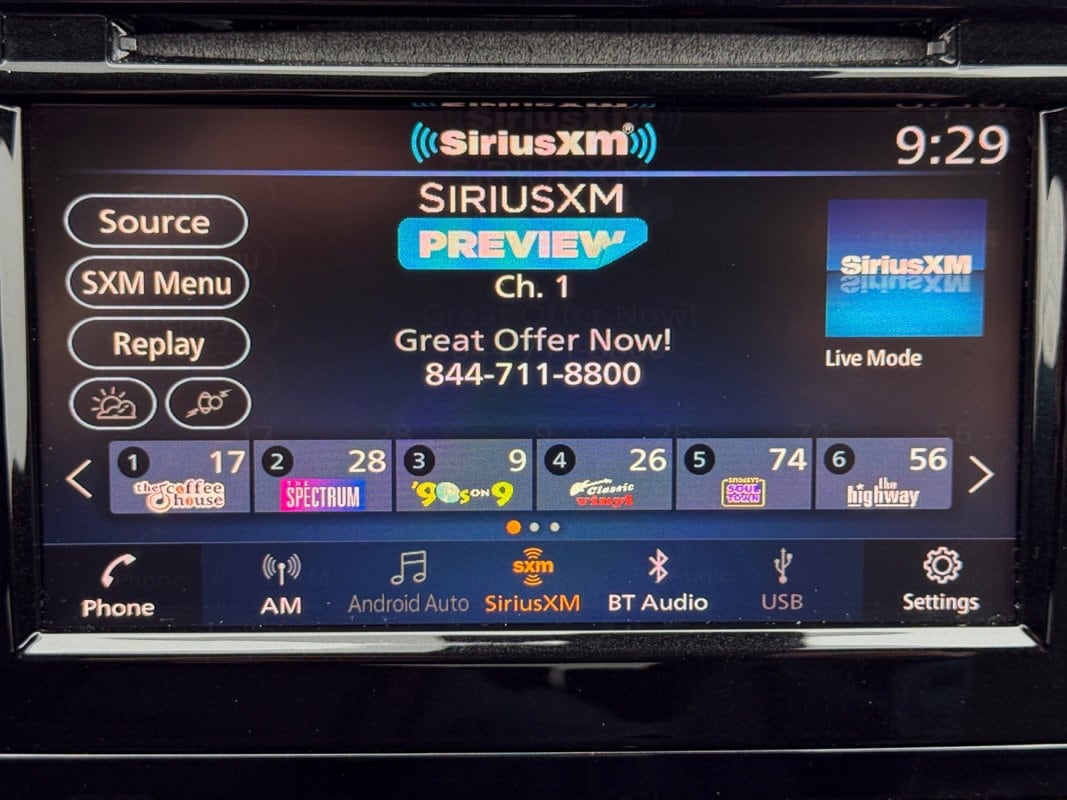 SiriusXM®
9:29
Source
SXM Menu
Replay
SIRIUSXM
PREVIEW
Ch. 1
Great Offer Now!
844-711-8800
SiriusXM
Live Mode
1 17
the coffee
house
2 28
THE
SPECTRUM
3 9
'90s ON 9
4 26
Classic
vinyl
5 74
SMOKEY'S
SOUL
TOWN
6 56
the
highway
Phone
AM
Android Auto
sxm
SiriusXM
BT Audio
USB
Settings